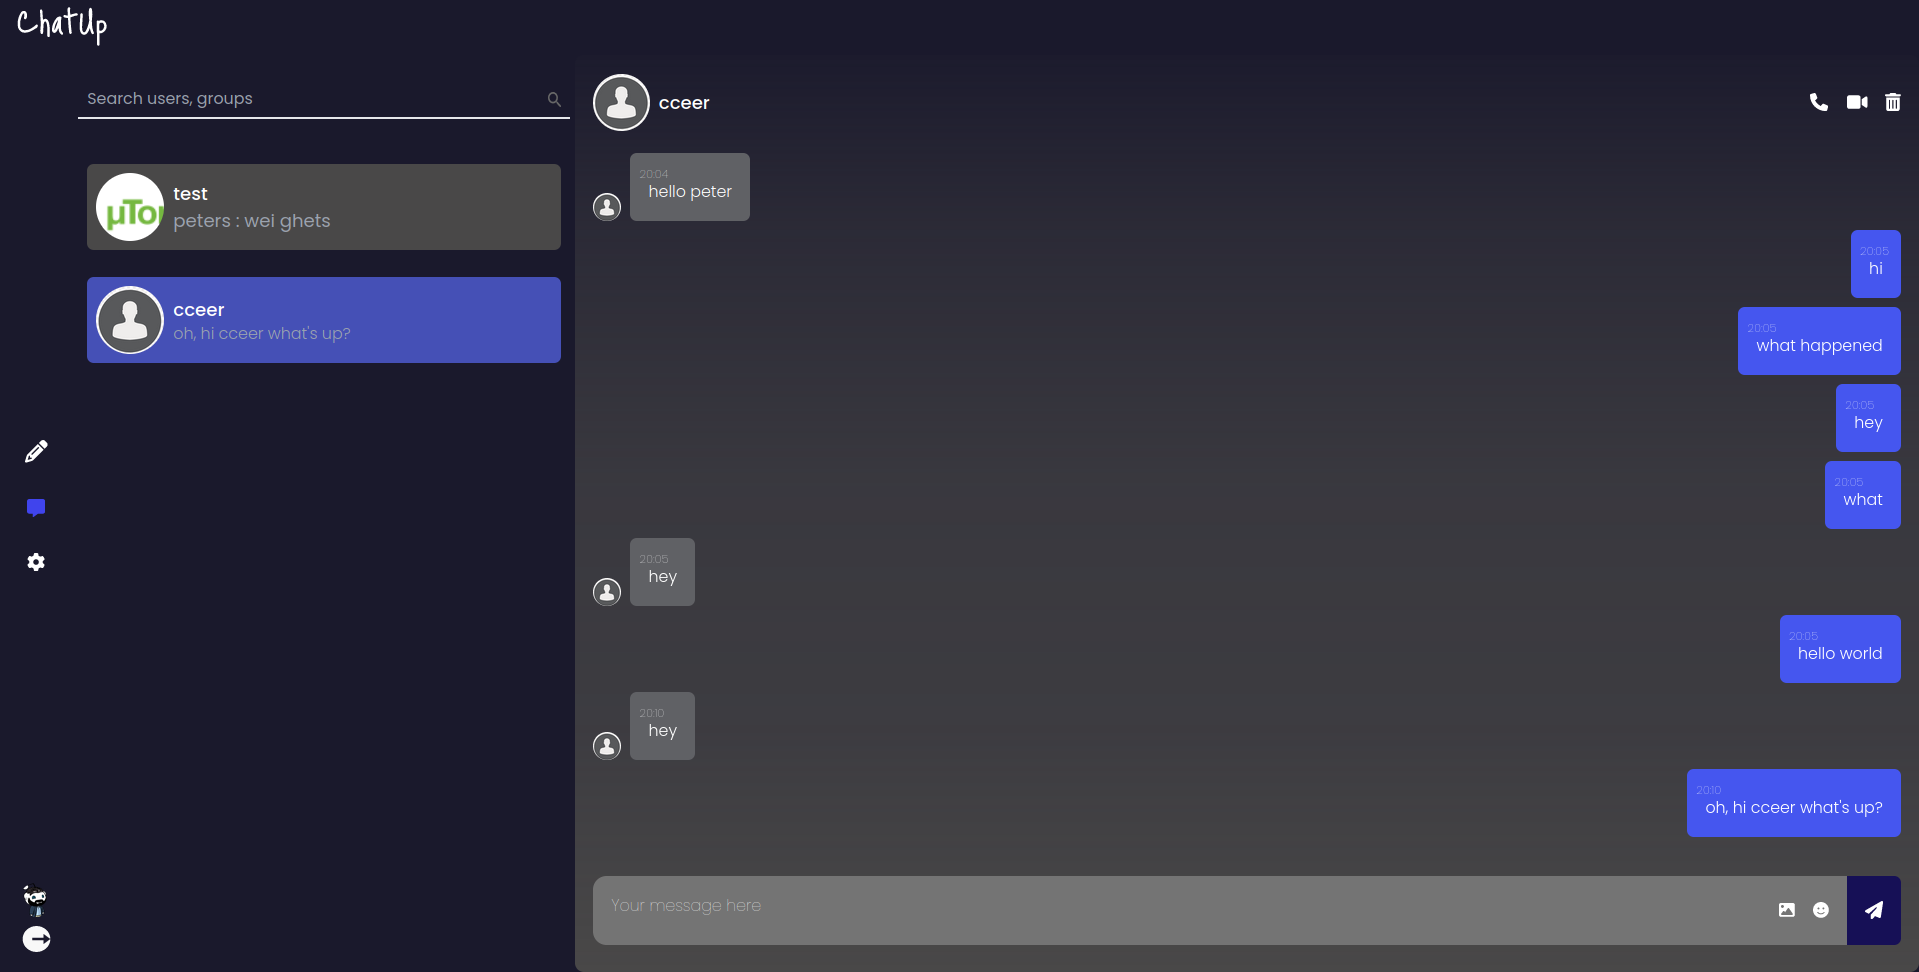 ChatUp
Search users, groups
test
peters : wei ghets
cceer
oh, hi cceer what's up?
cceer
20:04
hello peter
20:05
hi
20:05
what happened
20:05
hey
20:05
what
20:05
hey
20:05
hello world
20:10
hey
20:10
oh, hi cceer what's up?
Your message here
µTor